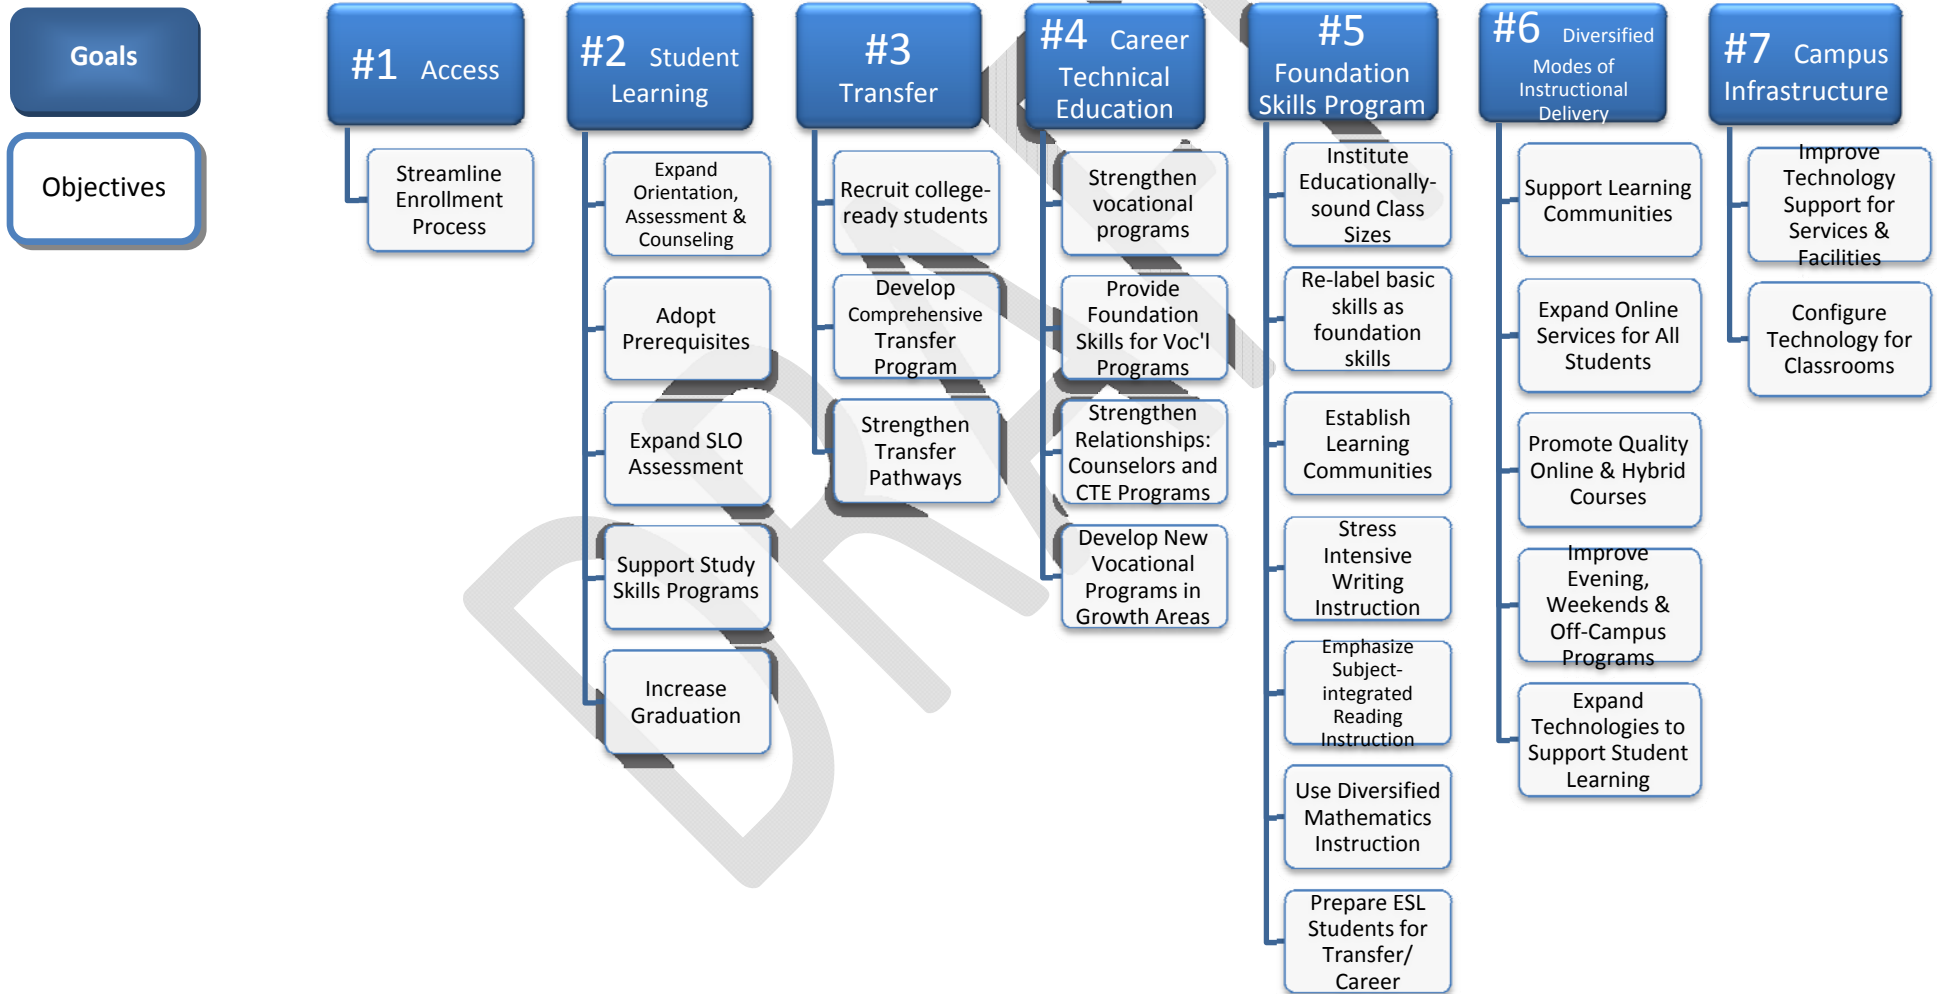 Goals
Objectives
#1 Access
Streamline
Enrollment
Process
#2 Student
Learning
Expand
Orientation,
Assessment &
Counseling
Adopt
Prerequisites
Expand SLO
Assessment
Support Study
Skills Programs
Increase
Graduation
#3
Transfer
Recruit college-
ready students
Develop
Comprehensive
Transfer
Program
Strengthen
Transfer
Pathways
#4 Career
Technical
Education
Strengthen
vocational
programs
Provide
Foundation
Skills for Voc'l
Programs
Strengthen
Relationships:
Counselors and
CTE Programs
Develop New
Vocational
Programs in
Growth Areas
#5
Foundation
Skills Program
Institute
Educationally-
sound Class
Sizes
Re-label basic
skills as
foundation
skills
Establish
Learning
Communities
Stress
Intensive
Writing
Instruction
Emphasize
Subject-
integrated
Reading
Instruction
Use Diversified
Mathematics
Instruction
Prepare ESL
Students for
Transfer/
Career
#6 Diversified
Modes of
Instructional
Delivery
Support Learning
Communities
Expand Online
Services for All
Students
Promote Quality
Online & Hybrid
Courses
Improve
Evening,
Weekends &
Off-Campus
Programs
Expand
Technologies to
Support Student
Learning
#7 Campus
Infrastructure
Improve
Technology
Support for
Services &
Facilities
Configure
Technology for
Classrooms
DRAFT